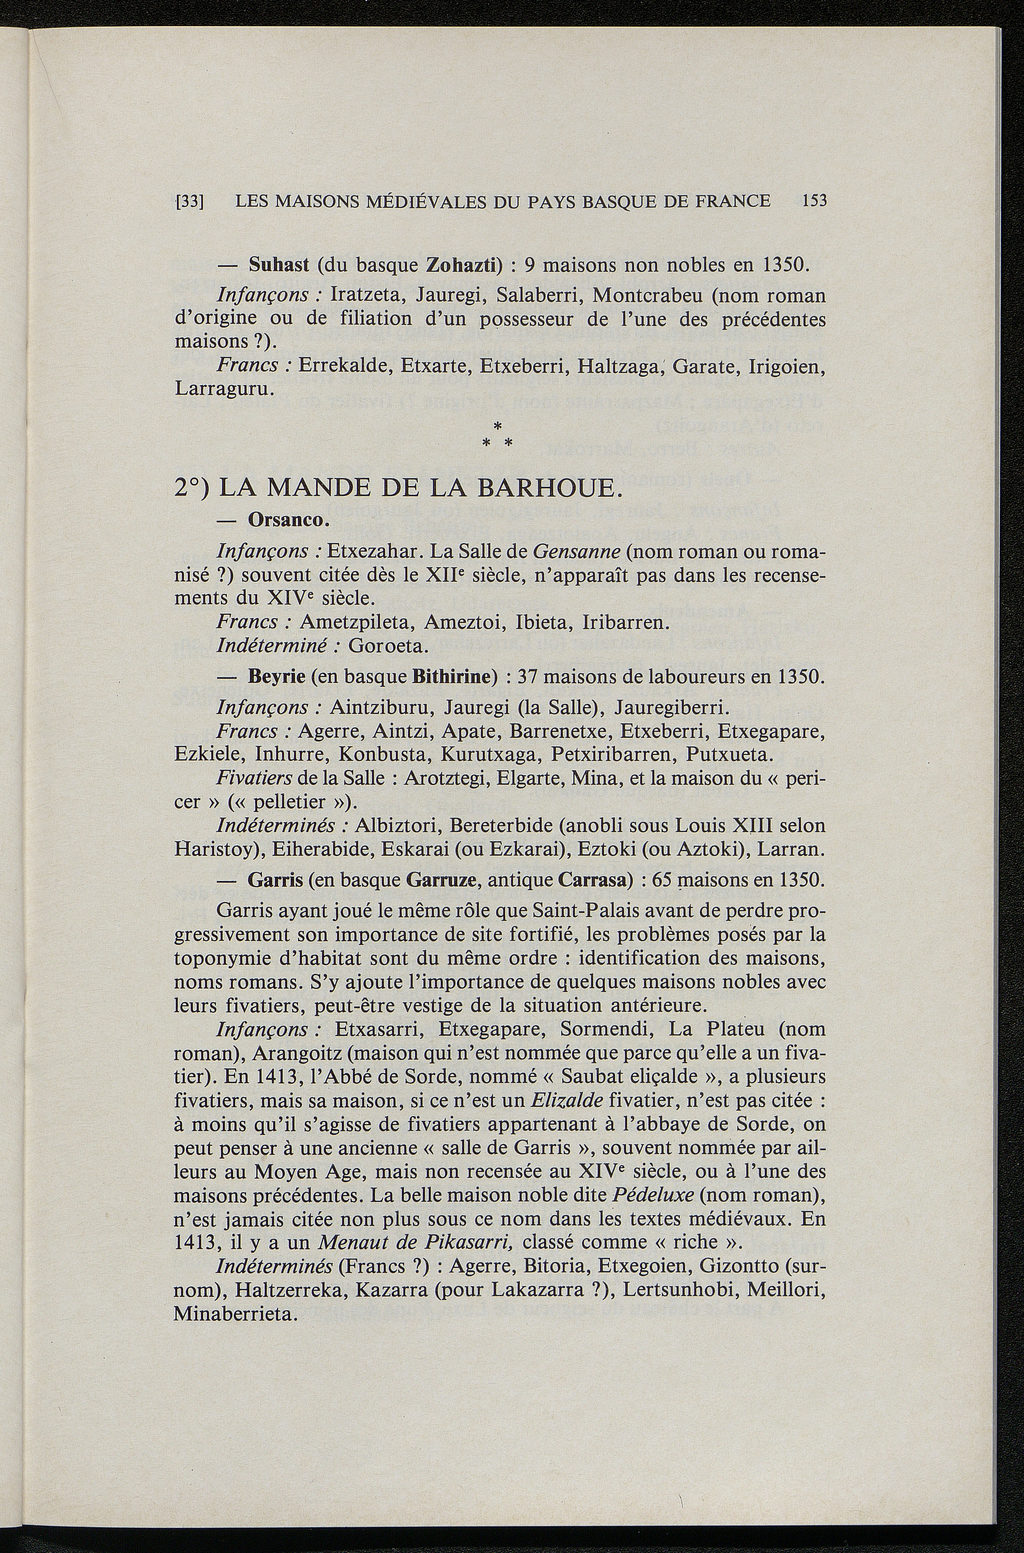 [33] LES MAISONS MÉDIÉVALES DU PAYS BASQUE DE FRANCE 153
— Suhast (du basque Zohazti) : 9 maisons non nobles en 1350.
Infançons : Iratzeta, Jauregi, Salaberri, Montcrabeu (nom roman
d'origine ou de filiation d'un possesseur de l'une des précédentes
maisons ?).
Francs : Errekalde, Etxarte, Etxeberri, Haltzaga, Garate, Irigoien,
Larraguru.
*
* *
2°) LA MANDE DE LA BARHOUE.
— Orsanco.
Infançons : Etxezahar. La Salle de Gensanne (nom roman ou roma-
nisé ?) souvent citée dès le XIIe siècle, n'apparaît pas dans les recense-
ments du XIVe siècle.
Francs : Ametzpileta, Ameztoi, Ibieta, Iribarren.
Indéterminé : Goroeta.
— Beyrie (en basque Bithirine) : 37 maisons de laboureurs en 1350.
Infançons : Aintziburu, Jauregi (la Salle), Jauregiberri.
Francs : Agerre, Aintzi, Apate, Barrenetxe, Etxeberri, Etxegapare,
Ezkiele, Inhurre, Konbusta, Kurutxaga, Petxiribarren, Putxueta.
Fivatiers de la Salle : Arotztegi, Elgarte, Mina, et la maison du « peri-
cer » (« pelletier »).
Indéterminés : Albiztori, Bereterbide (anobli sous Louis XIII selon
Haristoy), Eiherabide, Eskarai (ou Ezkarai), Eztoki (ou Aztoki), Larran.
— Garris (en basque Garruze, antique Carrasa) : 65 maisons en 1350.
Garris ayant joué le même rôle que Saint-Palais avant de perdre pro-
gressivement son importance de site fortifié, les problèmes posés par la
toponymie d'habitat sont du même ordre : identification des maisons,
noms romans. S'y ajoute l'importance de quelques maisons nobles avec
leurs fivatiers, peut-être vestige de la situation antérieure.
Infançons : Etxasarri, Etxegapare, Sormendi, La Plateu (nom
roman), Arangoitz (maison qui n'est nommée que parce qu'elle a un fiva-
tier). En 1413, l'Abbé de Sorde, nommé « Saubat eliçalde », a plusieurs
fivatiers, mais sa maison, si ce n'est un Elizalde fivatier, n'est pas citée :
à moins qu'il s'agisse de fivatiers appartenant à l'abbaye de Sorde, on
peut penser à une ancienne « salle de Garris », souvent nommée par ail-
leurs au Moyen Age, mais non recensée au XIVe siècle, ou à l'une des
maisons précédentes. La belle maison noble dite Pédeluxe (nom roman),
n'est jamais citée non plus sous ce nom dans les textes médiévaux. En
1413, il y a un Menaut de Pikasarri, classé comme « riche ».
Indéterminés (Francs ?) : Agerre, Bitoria, Etxegoien, Gizontto (sur-
nom), Haltzerreka, Kazarra (pour Lakazarra ?), Lertsunhobi, Meillori,
Minaberrieta.